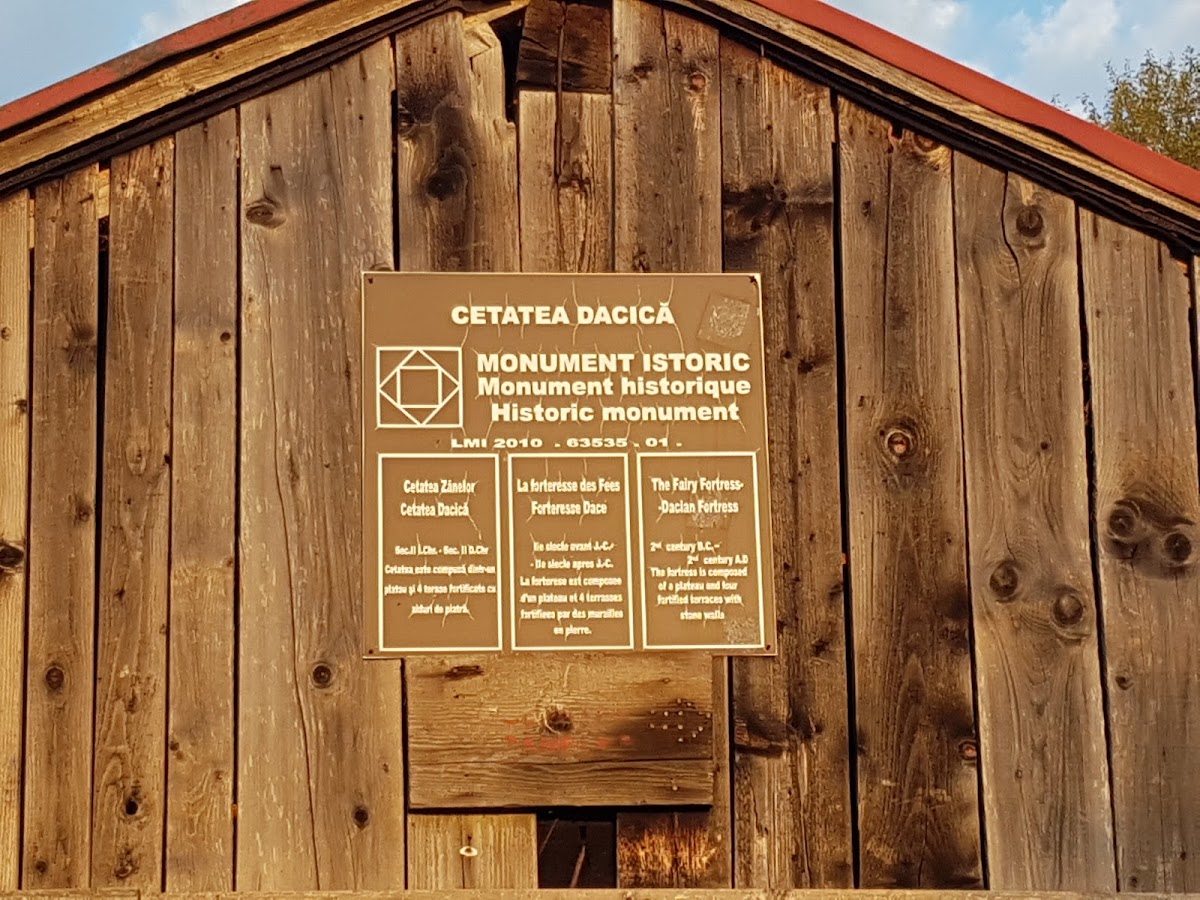 CETATEA DACICĂ
MONUMENT ISTORIC
Monument historique
Historic monument
LMI 2010 . 63535 . 01 .
Cetatea Zânelor
Cetatea Dacică
Sec.II î.Chr. - Sec. II D.Chr
Cetatea este compusă dintr-un
platou și 4 terase fortificate cu
ziduri de piatră.
La forteresse des Fees
Forteresse Dace
IIe siecle avant J.-C.-
- IIe siecle apres J.-C.
La forterese est composee
d'un plateau et 4 terrasses
fortifiees par des murailles
en pierre.
The Fairy Fortress-
-Dacian Fortress
2nd century B.C.-
2nd century A.D
The fortress is composed
of a plateau and four
fortified terraces with
stone walls